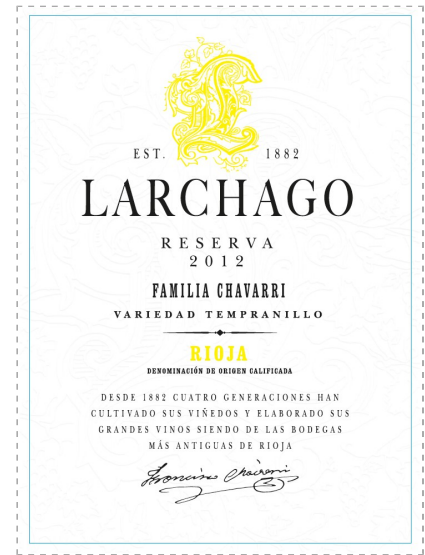 EST. 1882
LARCHAGO
RESERVA
2012
FAMILIA CHAVARRI
VARIEDAD TEMPRANILLO
RIOJA
DENOMINACIÓN DE ORIGEN CALIFICADA
DESDE 1882 CUATRO GENERACIONES HAN
CULTIVADO SUS VIÑEDOS Y ELABORADO SUS
GRANDES VINOS SIENDO DE LAS BODEGAS
MÁS ANTIGUAS DE RIOJA